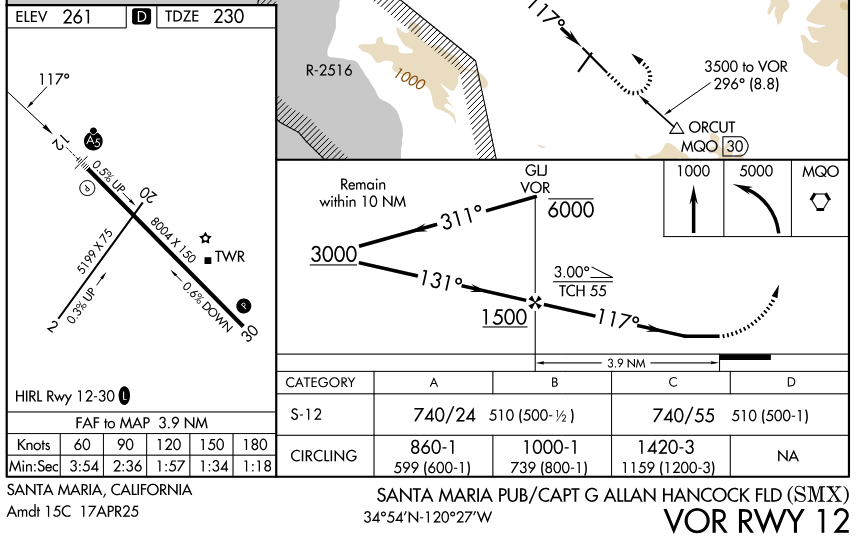 ELEV 261 D TDZE 230
117°
A5
12
0.5% UP
P
20
8004 X 150
5199 X 75
TWR
0.3% UP
0.6% DOWN
P
2
30
HIRL Rwy 12-30 L
FAF to MAP 3.9 NM
Knots 60 90 120 150 180
Min:Sec 3:54 2:36 1:57 1:34 1:18
R-2516
1000
117°
3500 to VOR
296° (8.8)
ORCUT
MQO 30
Remain
within 10 NM
GLJ
VOR
6000
311°
3000
131°
3.00°
TCH 55
1500
117°
3.9 NM
1000 5000 MQO
CATEGORY A B C D
S-12 740/24 510 (500-½) 740/55 510 (500-1)
CIRCLING 860-1 1000-1 1420-3 NA
599 (600-1) 739 (800-1) 1159 (1200-3)
SANTA MARIA, CALIFORNIA
Amdt 15C 17APR25
SANTA MARIA PUB/CAPT G ALLAN HANCOCK FLD (SMX)
34°54'N-120°27'W
VOR RWY 12